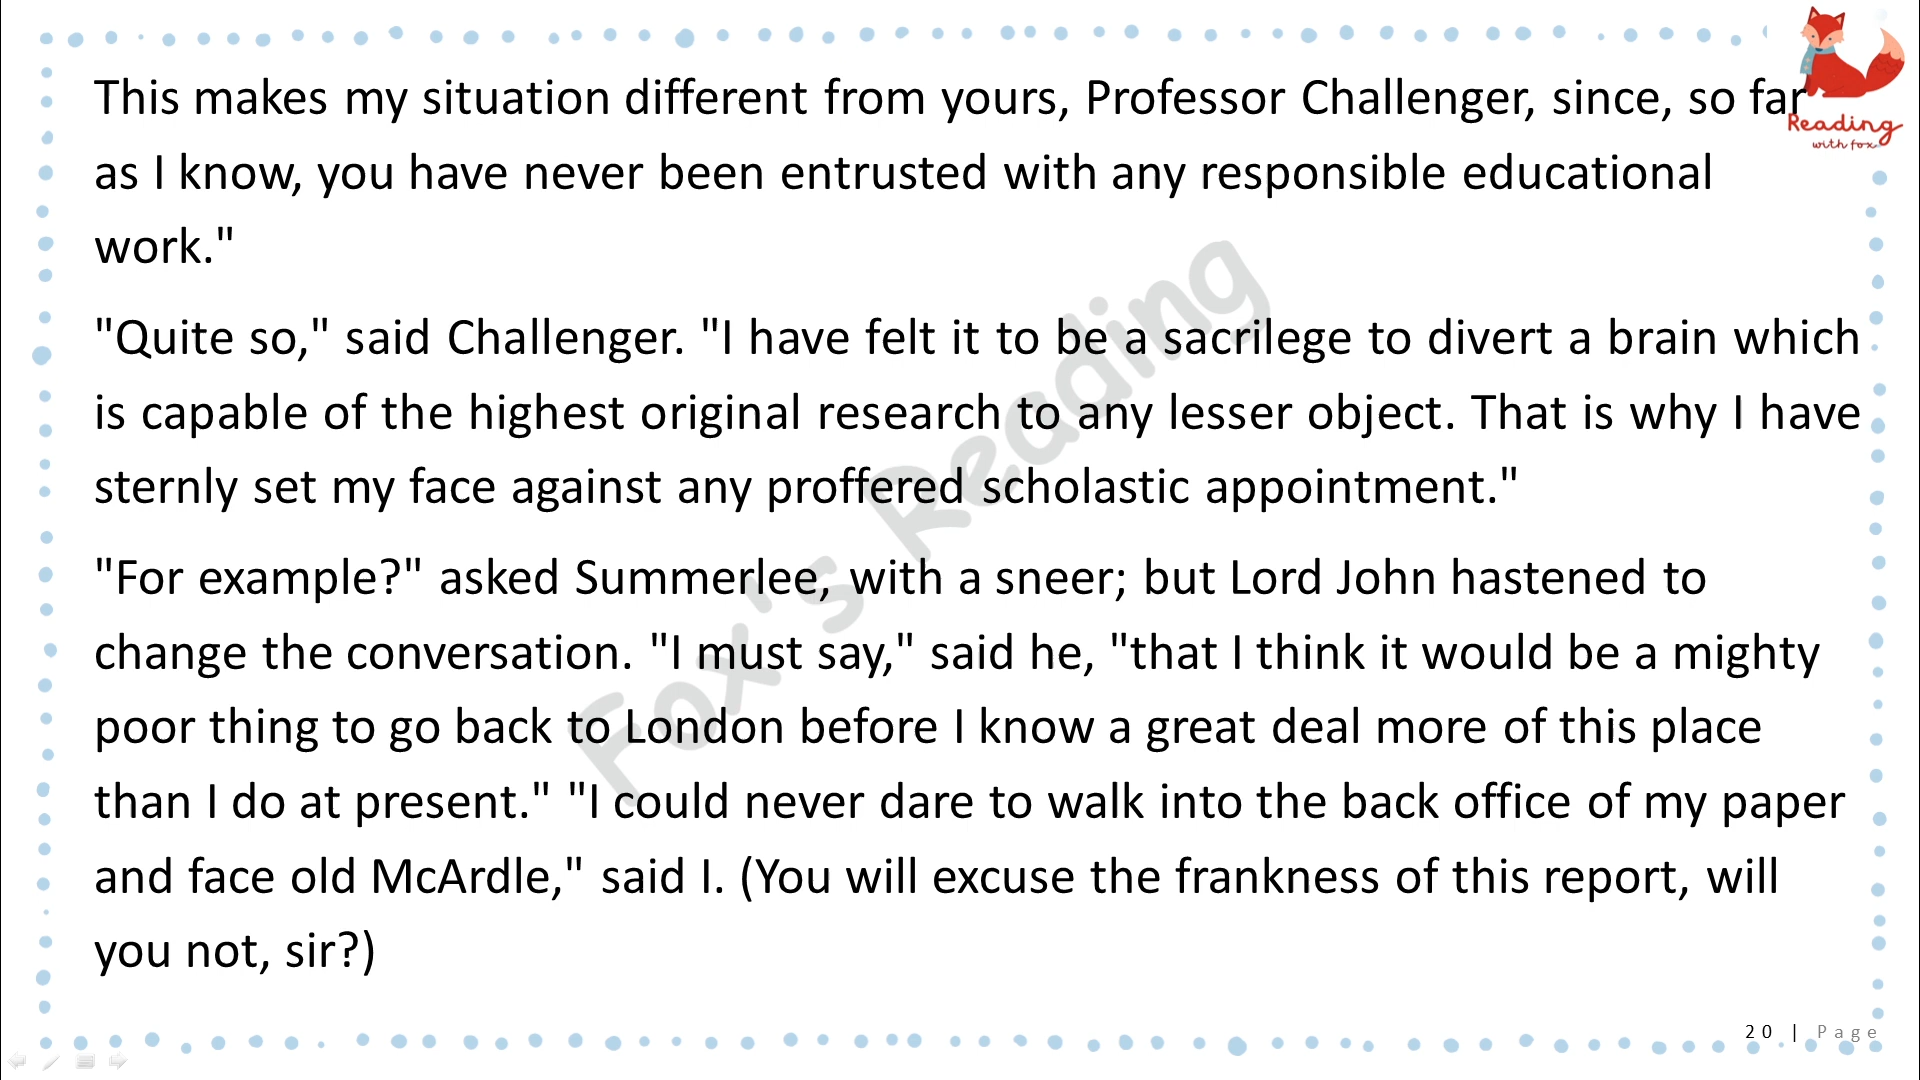 This makes my situation different from yours, Professor Challenger, since, so far
as I know, you have never been entrusted with any responsible educational
work."
"Quite so," said Challenger. "I have felt it to be a sacrilege to divert a brain which
is capable of the highest original research to any lesser object. That is why I have
sternly set my face against any proffered scholastic appointment."
"For example?" asked Summerlee, with a sneer; but Lord John hastened to
change the conversation. "I must say," said he, "that I think it would be a mighty
poor thing to go back to London before I know a great deal more of this place
than I do at present." "I could never dare to walk into the back office of my paper
and face old McArdle," said I. (You will excuse the frankness of this report, will
you not, sir?)
Reading
with fox
Fox's Reading
20 | Page